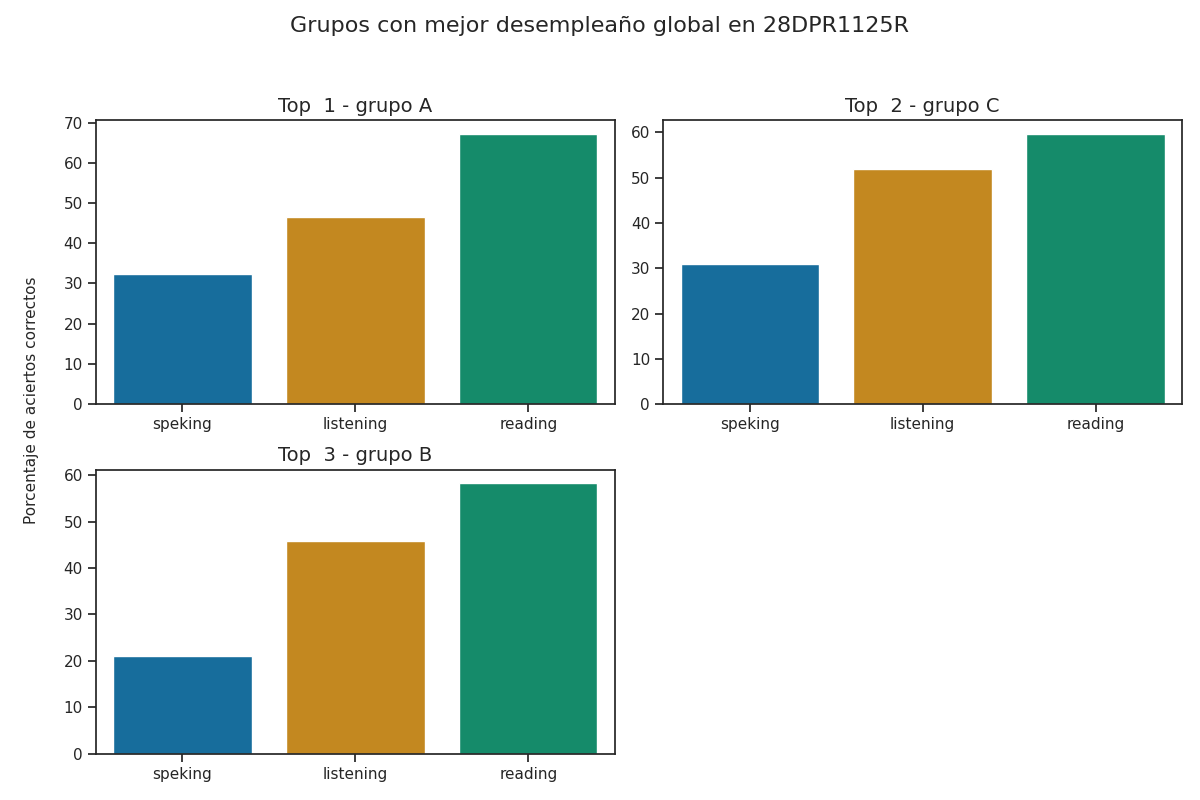 Grupos con mejor desempleaño global en 28DPR1125R
Porcentaje de aciertos correctos
Top  1 - grupo A
70
60
50
40
30
20
10
0
speking listening reading
Top  2 - grupo C
60
50
40
30
20
10
0
speking listening reading
Top  3 - grupo B
60
50
40
30
20
10
0
speking listening reading